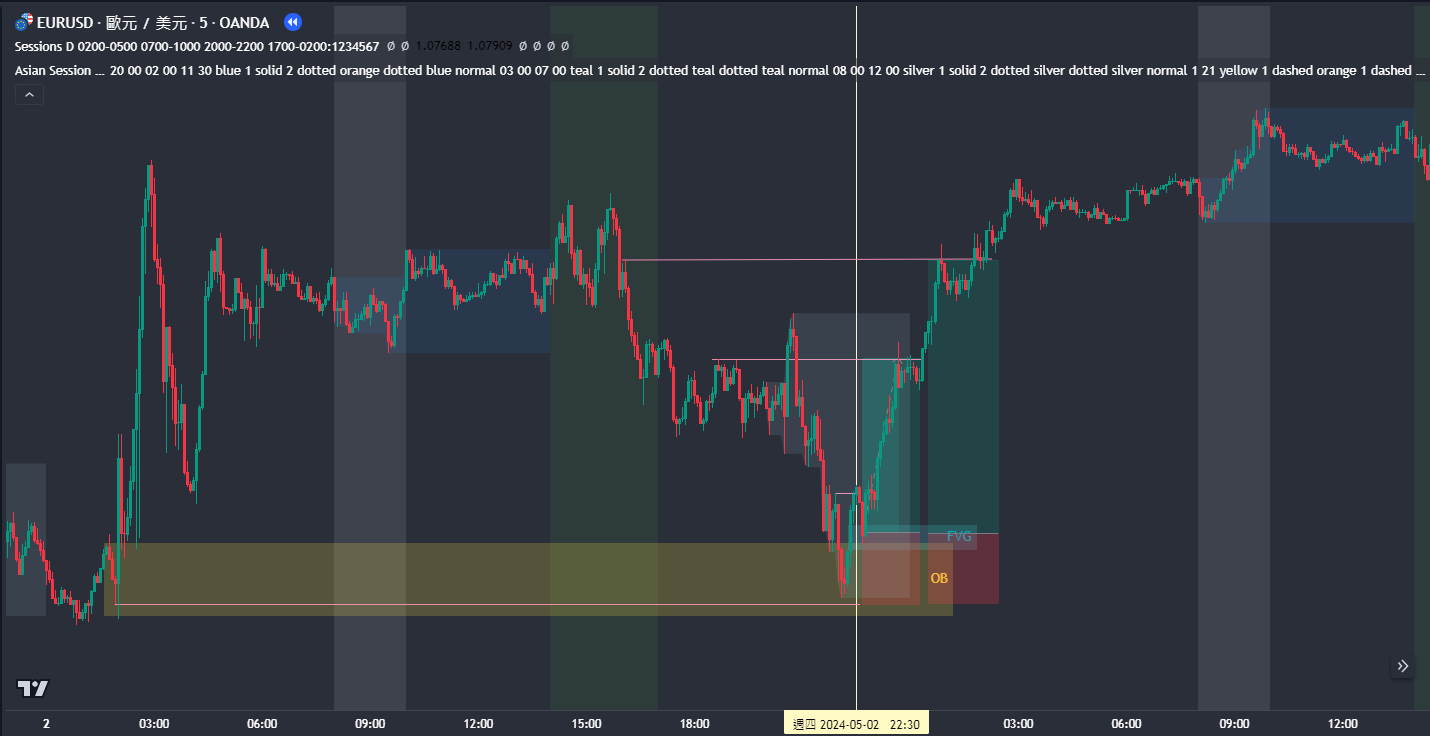 EURUSD · 歐元 / 美元 · 5 · OANDA
Sessions D 0200-0500 0700-1000 2000-2200 1700-0200:1234567 Ø Ø 1.07688 1.07909 Ø Ø Ø Ø
Asian Session ... 20 00 02 00 11 30 blue 1 solid 2 dotted orange dotted blue normal 03 00 07 00 teal 1 solid 2 dotted teal dotted teal normal 08 00 12 00 silver 1 solid 2 dotted silver dotted silver normal 1 21 yellow 1 dashed orange 1 dashed ...
FVG
OB
2 03:00 06:00 09:00 12:00 15:00 18:00 週四 2024-05-02 22:30 03:00 06:00 09:00 12:00